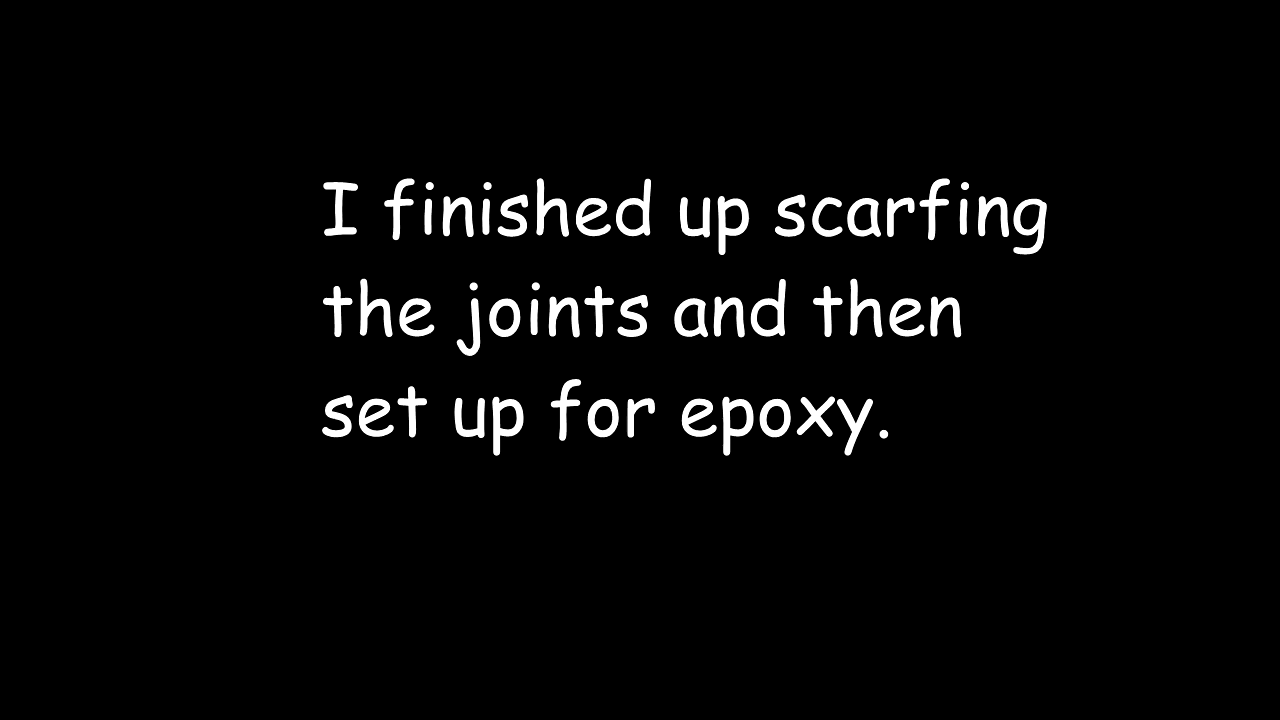 I finished up scarfing
the joints and then
set up for epoxy.